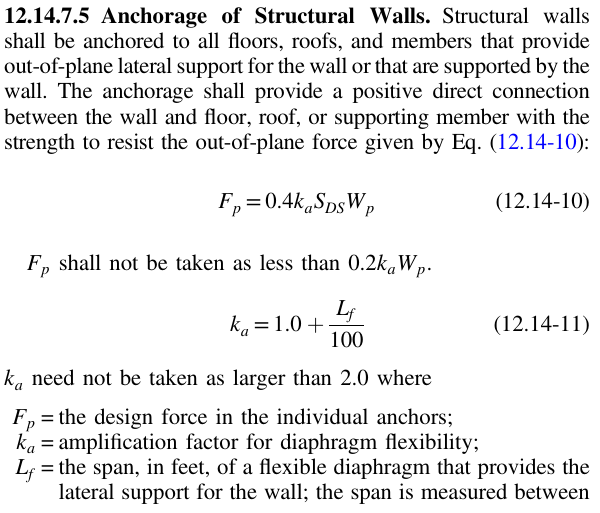 12.14.7.5 Anchorage of Structural Walls. Structural walls
shall be anchored to all floors, roofs, and members that provide
out-of-plane lateral support for the wall or that are supported by the
wall. The anchorage shall provide a positive direct connection
between the wall and floor, roof, or supporting member with the
strength to resist the out-of-plane force given by Eq. (12.14-10):
F_p = 0.4k_aS_{DS}W_p (12.14-10)
F_p shall not be taken as less than 0.2k_aW_p.
k_a = 1.0 + \frac{L_f}{100} (12.14-11)
k_a need not be taken as larger than 2.0 where
F_p = the design force in the individual anchors;
k_a = amplification factor for diaphragm flexibility;
L_f = the span, in feet, of a flexible diaphragm that provides the
lateral support for the wall; the span is measured between